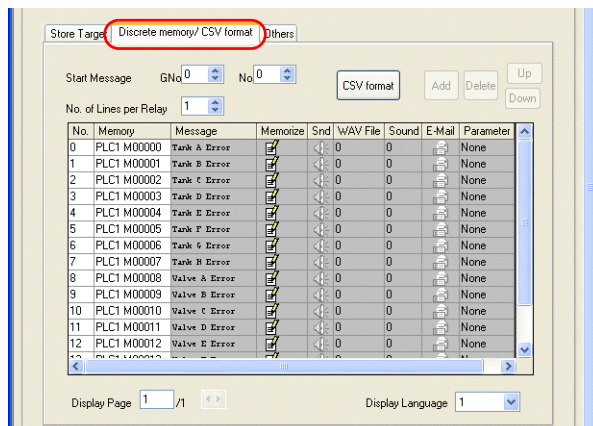 Store Targe Discrete memory/ CSV format Others
Start Message GNo 0 No 0 CSV format Add Delete Up
Down
No. of Lines per Relay 1
No. Memory Message Memorize Snd WAV File Sound E-Mail Parameter
0 PLC1 M00000 Tank A Error 0 0 None
1 PLC1 M00001 Tank B Error 0 0 None
2 PLC1 M00002 Tank C Error 0 0 None
3 PLC1 M00003 Tank D Error 0 0 None
4 PLC1 M00004 Tank E Error 0 0 None
5 PLC1 M00005 Tank F Error 0 0 None
6 PLC1 M00006 Tank G Error 0 0 None
7 PLC1 M00007 Tank H Error 0 0 None
8 PLC1 M00008 Valve A Error 0 0 None
9 PLC1 M00009 Valve B Error 0 0 None
10 PLC1 M00010 Valve C Error 0 0 None
11 PLC1 M00011 Valve D Error 0 0 None
12 PLC1 M00012 Valve E Error 0 0 None
Display Page 1 /1 Display Language 1